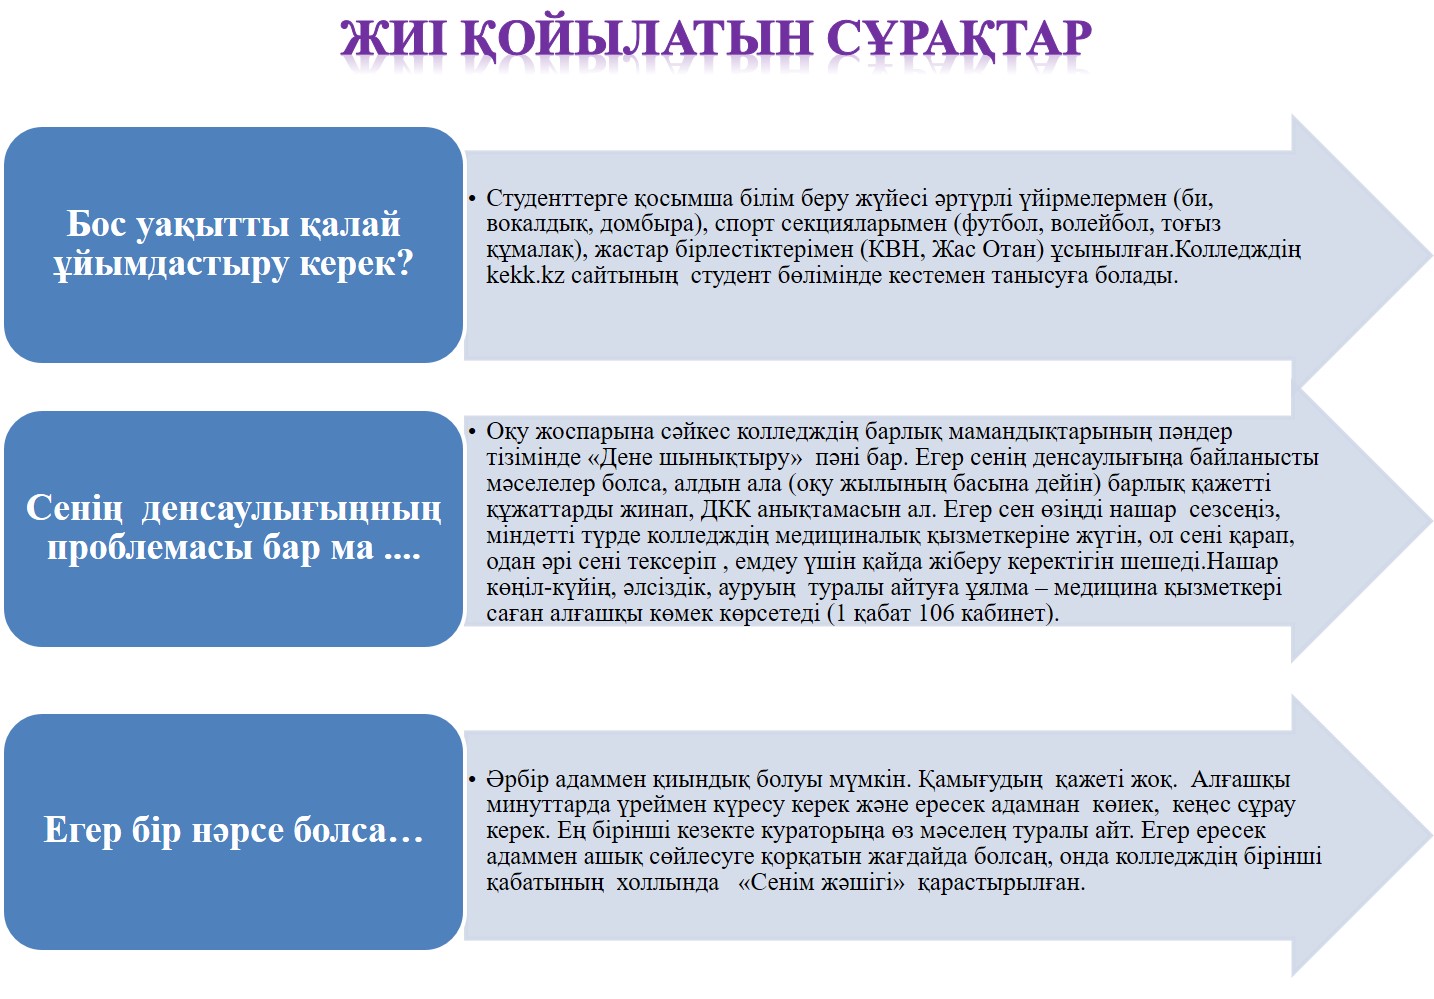 ЖИІ ҚОЙЫЛАТЫН СҰРАҚТАР
Бос уақытты қалай
ұйымдастыру керек?
• Студенттерге қосымша білім беру жүйесі әртүрлі үйірмелермен (би,
вокалдық, домбыра), спорт секцияларымен (футбол, волейбол, тоғыз
құмалақ), жастар бірлестіктерімен (КВН, Жас Отан) ұсынылған.Колледждің
kekk.kz сайтының  студент бөлімінде кестемен танысуға болады.
Сенің  денсаулығыңның
проблемасы бар ма ....
• Оқу жоспарына сәйкес колледждің барлық мамандықтарының пәндер
тізімінде «Дене шынықтыру»  пәні бар. Егер сенің денсаулығыңа байланысты
мәселелер болса, алдын ала (оқу жылының басына дейін) барлық қажетті
құжаттарды жинап, ДКК анықтамасын ал. Егер сен өзіңді нашар  сезсеңіз,
міндетті түрде колледждің медициналық қызметкеріне жүгін, ол сені қарап,
одан әрі сені тексеріп , емдеу үшін қайда жіберу керектігін шешеді.Нашар
көңіл-күйің, әлсіздік, ауруың  туралы айтуға ұялма – медицина қызметкері
саған алғашқы көмек көрсетеді (1 қабат 106 кабинет).
Егер бір нәрсе болса…
• Әрбір адаммен қиындық болуы мүмкін. Қамығудың  қажеті жоқ.  Алғашқы
минуттарда үреймен күресу керек және ересек адамнан  көиек,  кеңес сұрау
керек. Ең бірінші кезекте кураторыңа өз мәселең туралы айт. Егер ересек
адаммен ашық сөйлесуге қорқатын жағдайда болсаң, онда колледждің бірінші
қабатының  холлында   «Сенім жәшігі»  қарастырылған.